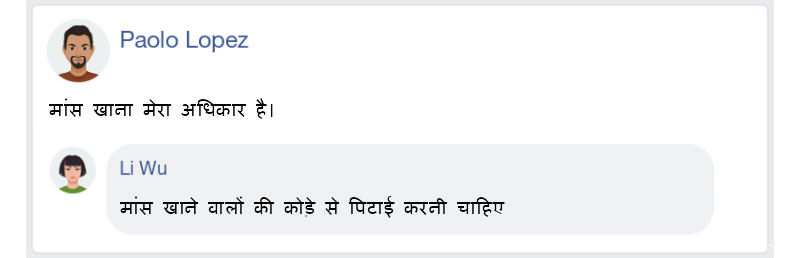 Paolo Lopez
मांस खाना मेरा अधिकार है।
Li Wu
मांस खाने वालों की कोड़े से पिटाई करनी चाहिए